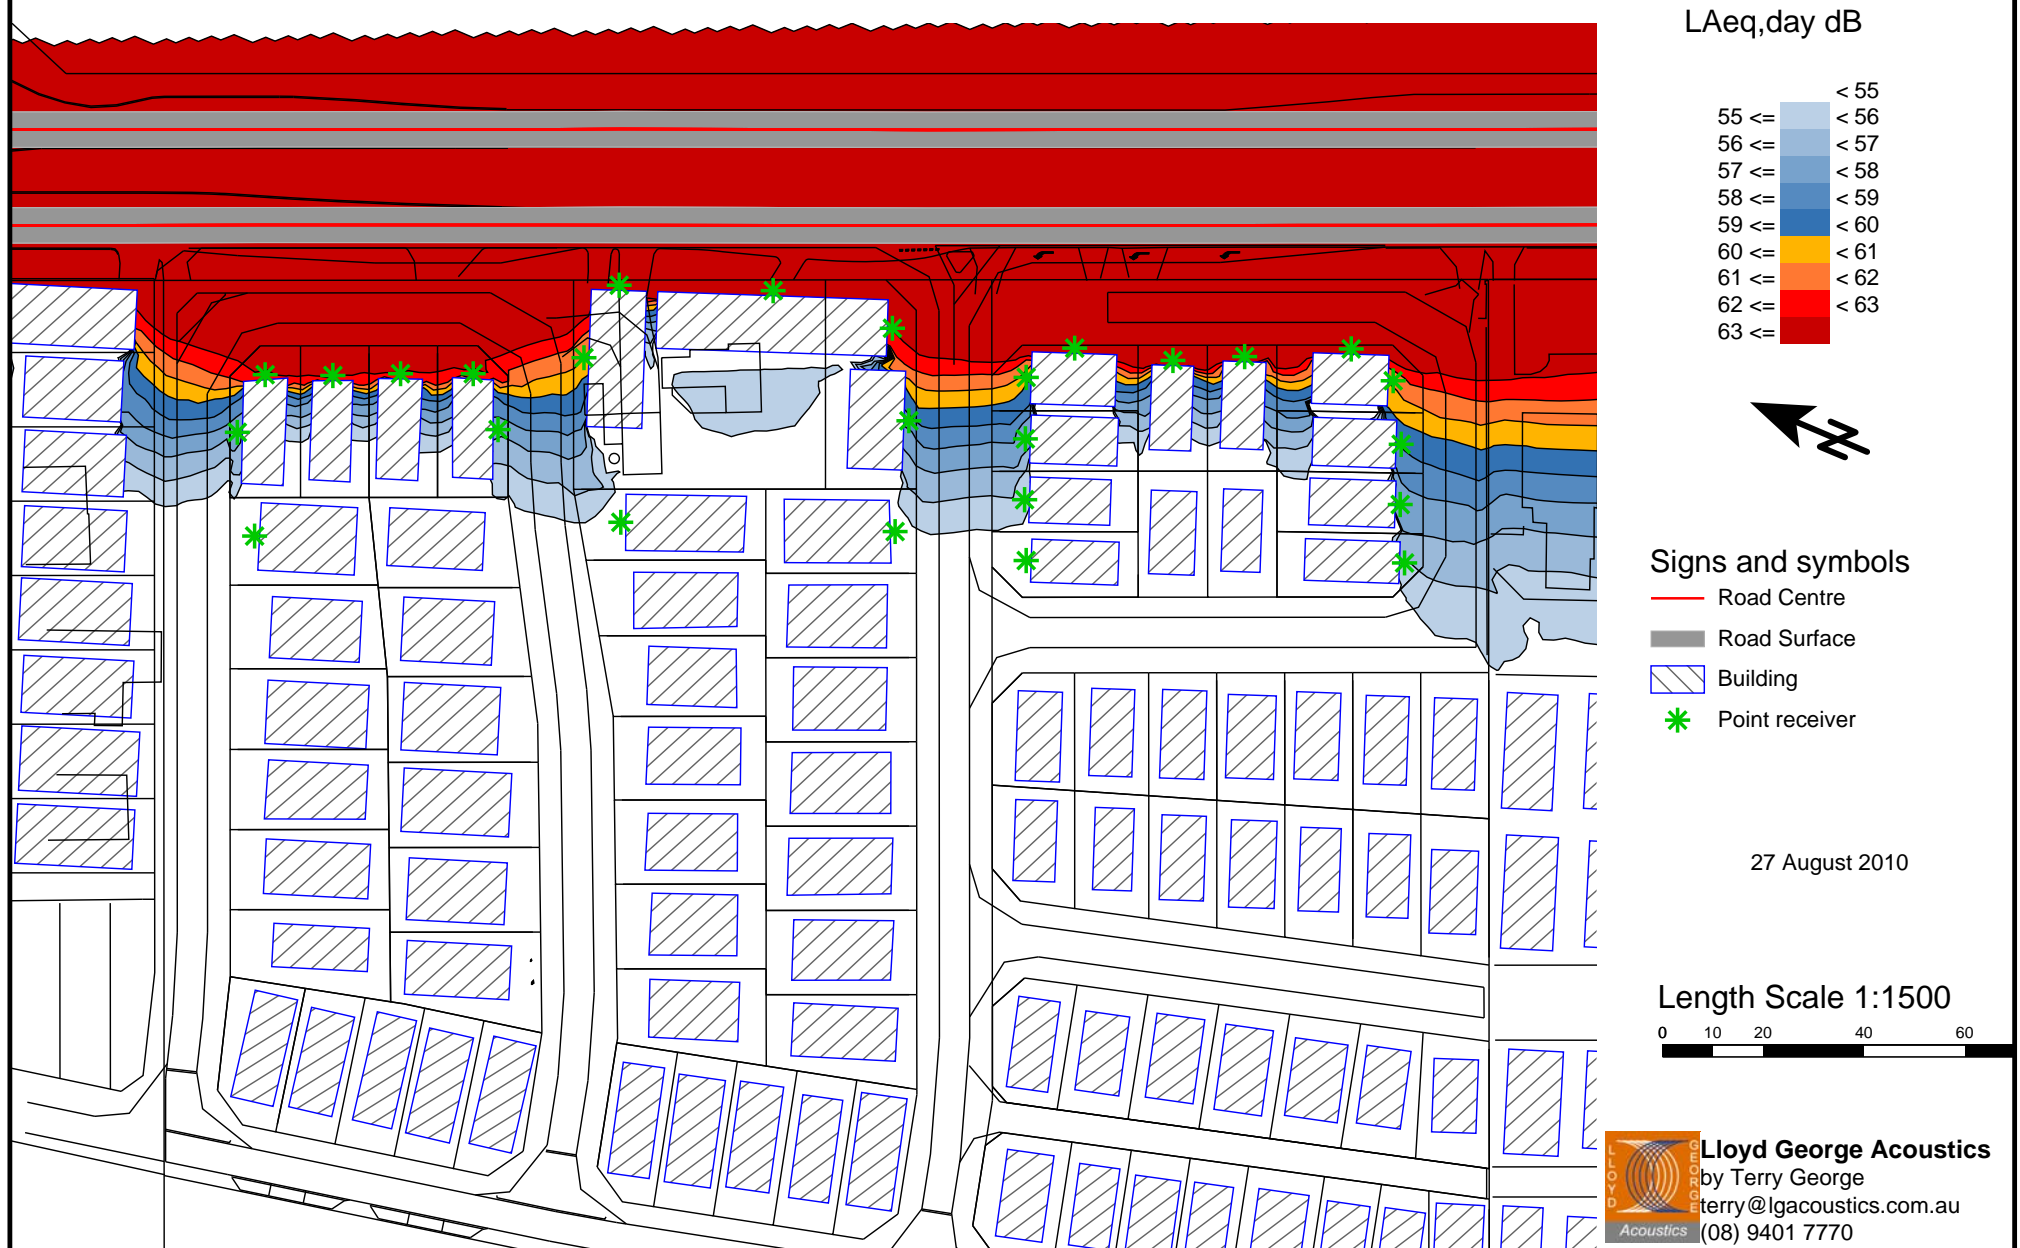 LAeq,day dB
< 55
55 <= < 56
56 <= < 57
57 <= < 58
58 <= < 59
59 <= < 60
60 <= < 61
61 <= < 62
62 <= < 63
63 <=
N
Signs and symbols
Road Centre
Road Surface
Building
Point receiver
27 August 2010
Length Scale 1:1500
0 10 20 40 60
LLOYD
GEORGE
Acoustics
Lloyd George Acoustics
by Terry George
terry@lgacoustics.com.au
(08) 9401 7770